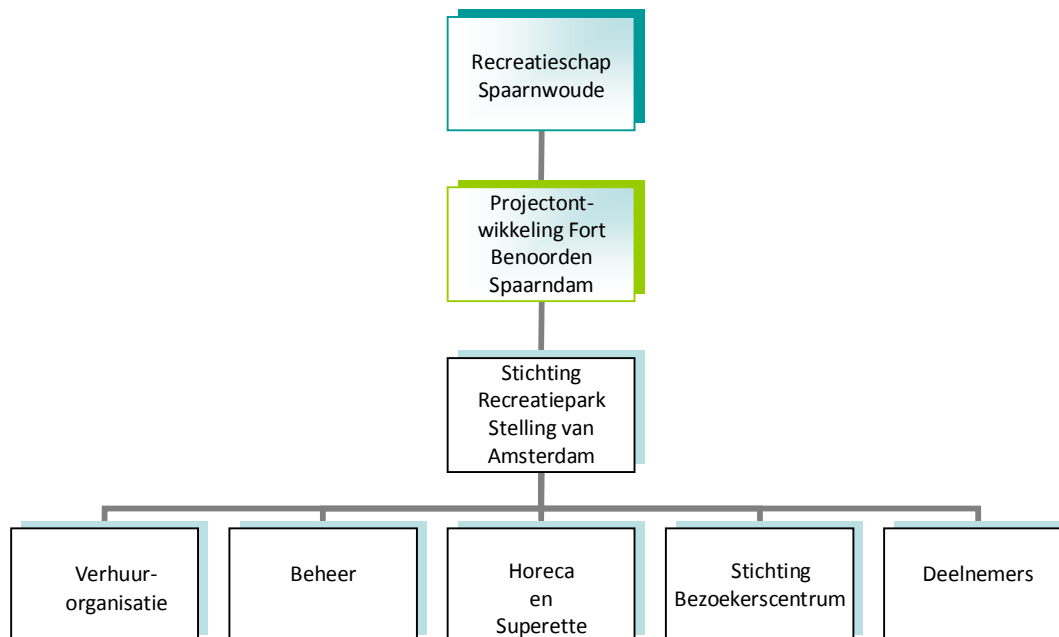 Recreatieschap
Spaarnwoude
Projectont-
wikkeling Fort
Benoorden
Spaarndam
Stichting
Recreatiepark
Stelling van
Amsterdam
Verhuur-
organisatie
Beheer
Horeca
en
Superette
Stichting
Bezoekerscentrum
Deelnemers